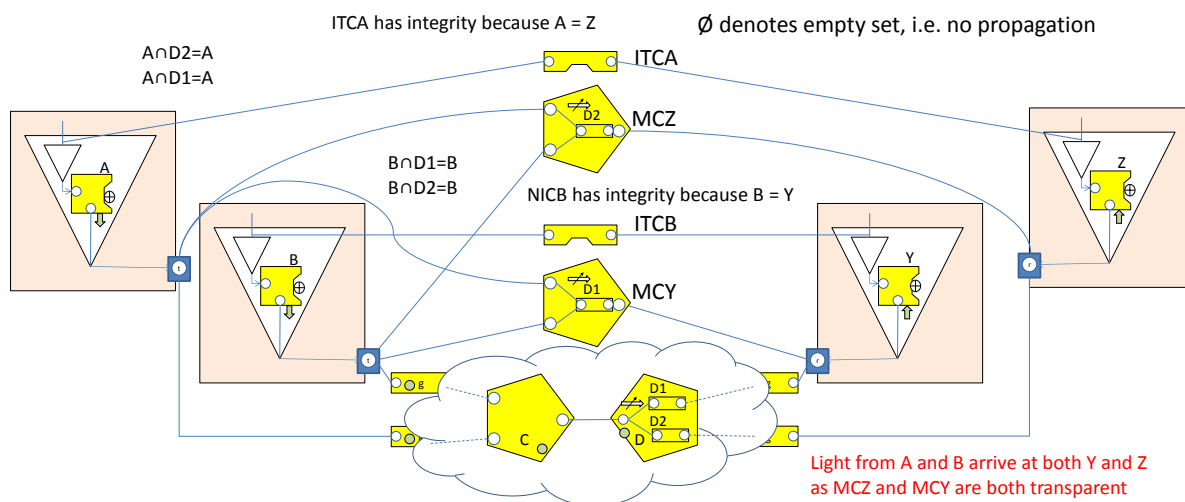 ITCA has integrity because A = Z
Ø denotes empty set, i.e. no propagation
A∩D2=A
A∩D1=A
ITCA
MCZ
D2
A
Z
B∩D1=B
B∩D2=B
NICB has integrity because B = Y
ITCB
t
r
B
Y
MCY
D1
t
r
g
D1
D2
C
D
g
g
Light from A and B arrive at both Y and Z
as MCZ and MCY are both transparent